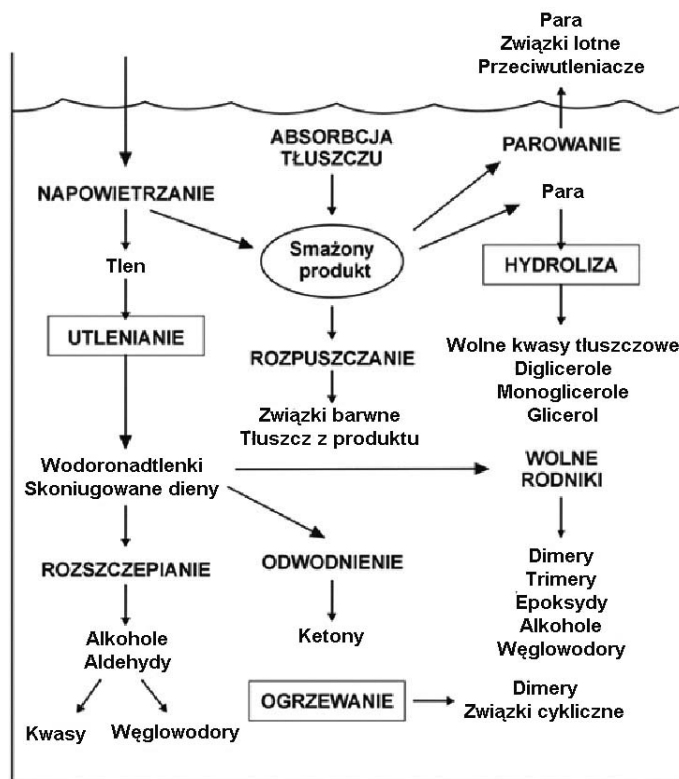 Para
Związki lotne
Przeciwutleniacze
ABSORBCJA
TŁUSZCZU
PAROWANIE
NAPOWIETRZANIE
Para
Smażony
produkt
Tlen
HYDROLIZA
UTLENIANIE
ROZPUSZCZANIE
Wolne kwasy tłuszczowe
Diglicerole
Monoglicerole
Glicerol
Związki barwne
Tłuszcz z produktu
Wodoronadtlenki
Skoniugowane dieny
WOLNE
RODNIKI
ROZSZCZEPIANIE
ODWODNIENIE
Dimery
Trimery
Epoksydy
Alkohole
Węglowodory
Alkohole
Aldehydy
Ketony
Kwasy
Węglowodory
OGRZEWANIE
Dimery
Związki cykliczne